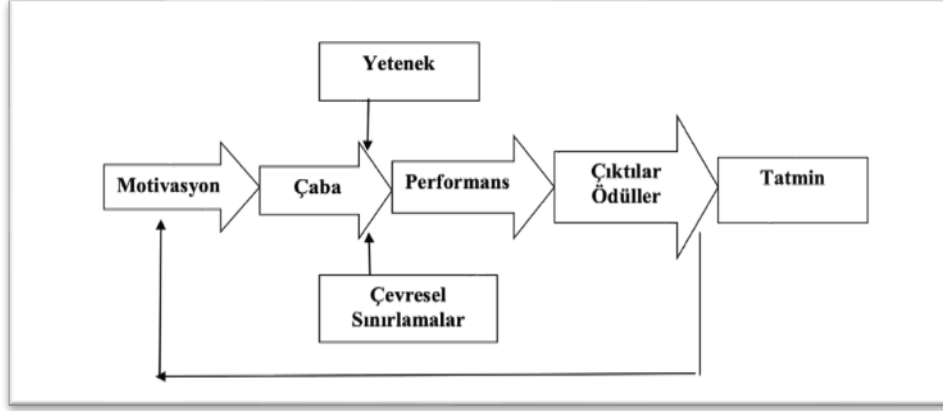 Yetenek
Motivasyon
Çaba
Performans
Çıktılar
Ödüller
Tatmin
Çevresel
Sınırlamalar